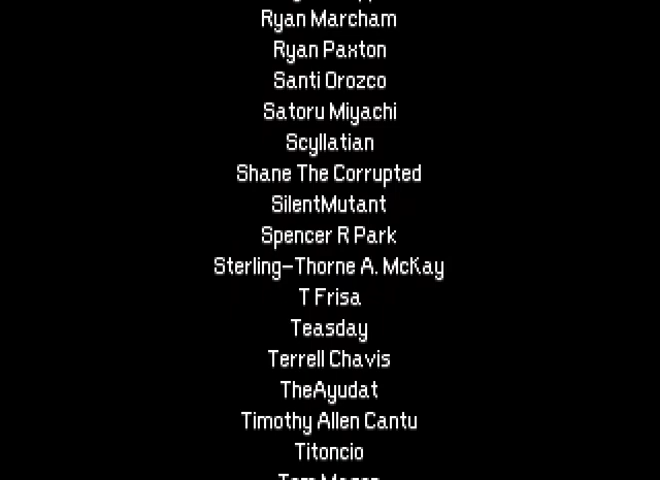 Ryan Marcham
Ryan Paxton
Santi Orozco
Satoru Miyachi
Scyllatian
Shane The Corrupted
SilentMutant
Spencer R Park
Sterling-Thorne A. McKay
T Frisa
Teasday
Terrell Chavis
TheAyudat
Timothy Allen Cantu
Titoncio